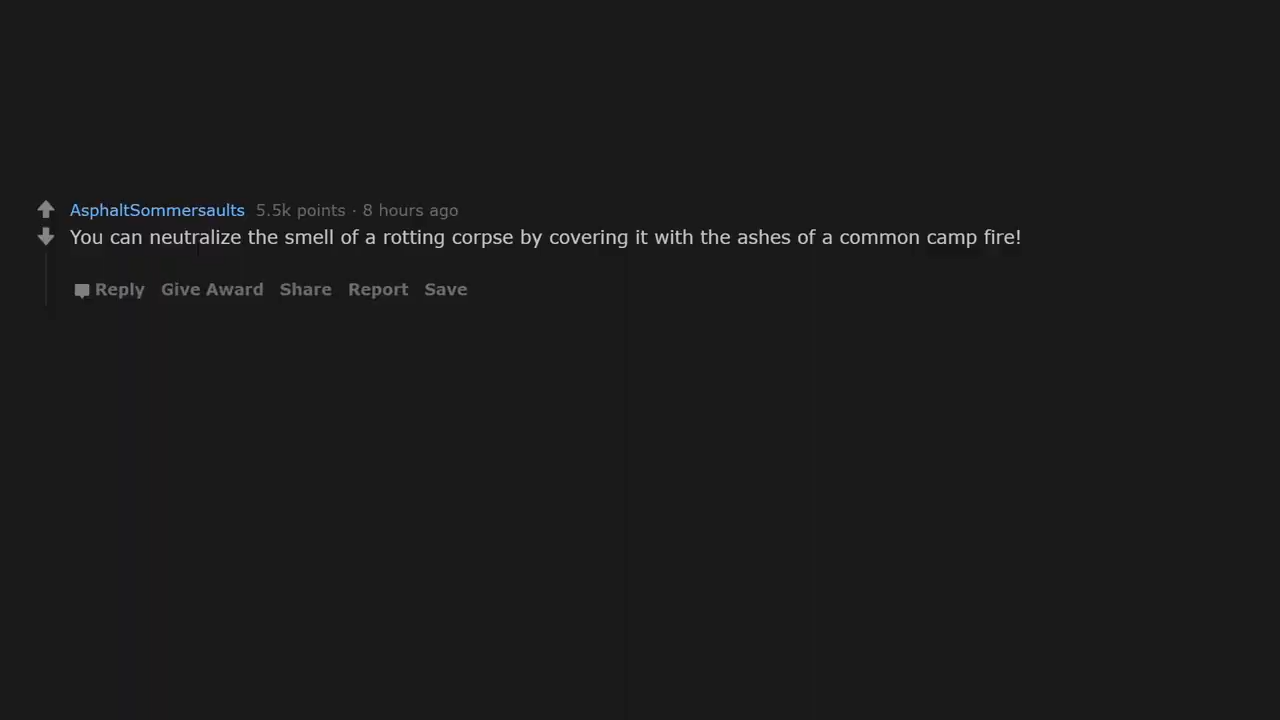 AsphaltSommersaults 5.5k points · 8 hours ago
You can neutralize the smell of a rotting corpse by covering it with the ashes of a common camp fire!
Reply Give Award Share Report Save